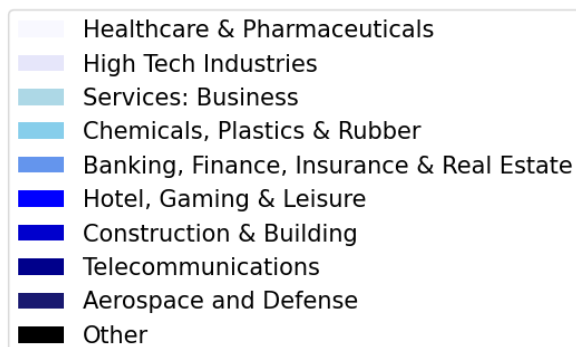 Healthcare & Pharmaceuticals
High Tech Industries
Services: Business
Chemicals, Plastics & Rubber
Banking, Finance, Insurance & Real Estate
Hotel, Gaming & Leisure
Construction & Building
Telecommunications
Aerospace and Defense
Other